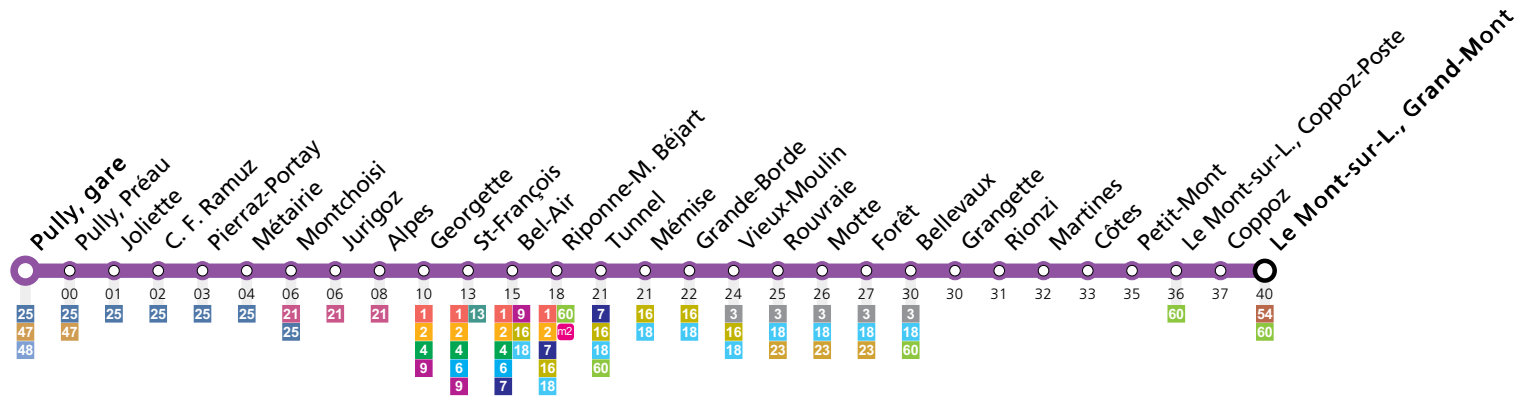 Pully, gare
Pully, Préau
Joliette
C. F. Ramuz
Pierraz-Portay
Métairie
Montchoisi
Jurigoz
Alpes
Georgette
St-François
Bel-Air
Riponne-M. Béjart
Tunnel
Mémise
Grande-Borde
Vieux-Moulin
Rouvraie
Motte
Forêt
Bellevaux
Grangette
Rionzi
Martines
Côtes
Petit-Mont
Le Mont-sur-L., Coppoz-Poste
Coppoz
Le Mont-sur-L., Grand-Mont
00 01 02 03 04 06 06 08 10 13 15 18 21 21 22 24 25 26 27 30 30 31 32 33 35 36 37 40
25 25 25 25 25 25 21 21 21 1 1 13 1 9 1 60 7 16 16 3 3 3 3 3 60 54
47 47 25 2 2 2 16 2 m2 16 18 18 16 18 18 18 18 60
48 4 4 4 18 7 18 18 23 23 23 60
9 6 6 16 60
9 7 18